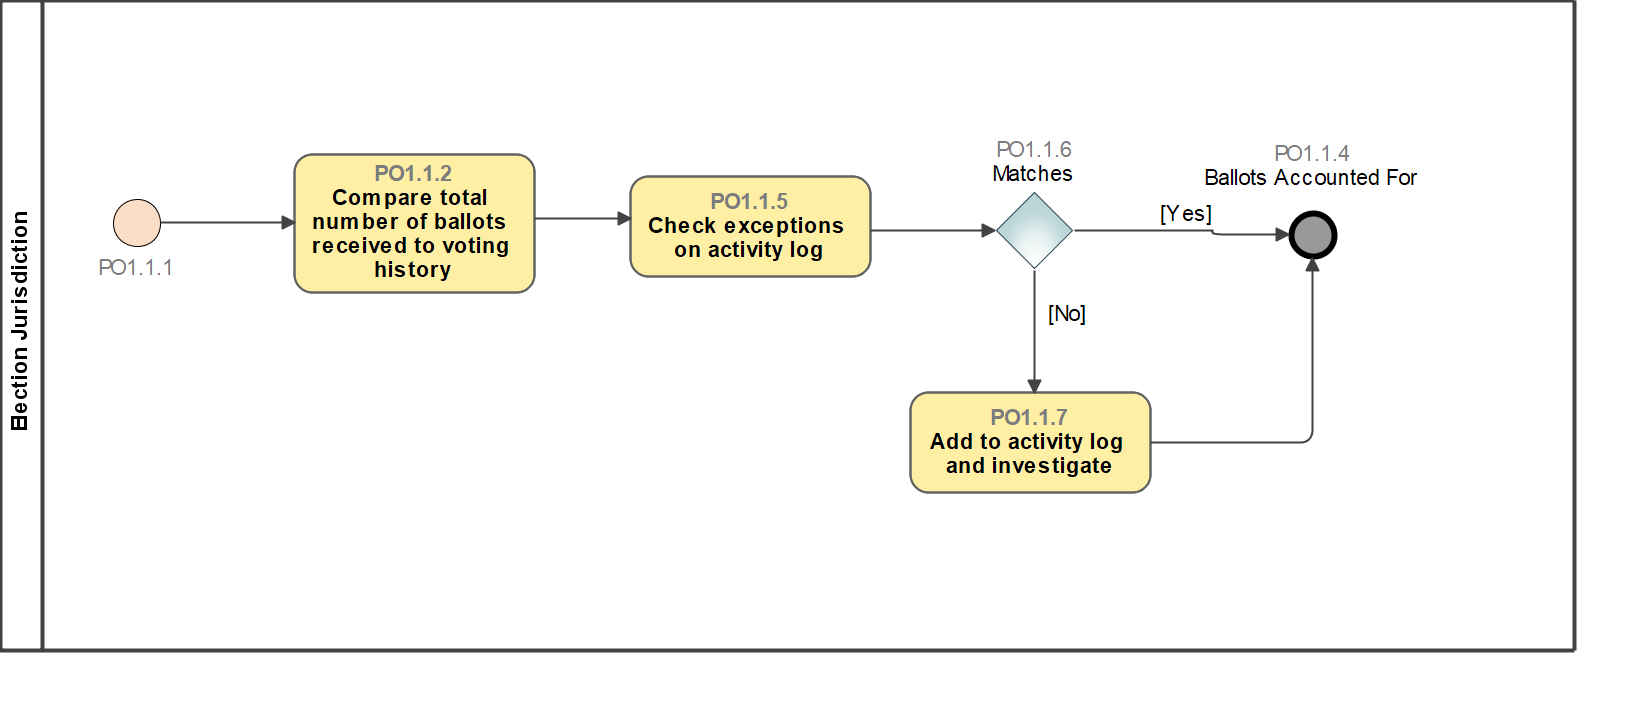 Election Jurisdiction
PO1.1.1
PO1.1.2
Compare total
number of ballots
received to voting
history
PO1.1.5
Check exceptions
on activity log
PO1.1.6
Matches
[Yes]
PO1.1.4
Ballots Accounted For
[No]
PO1.1.7
Add to activity log
and investigate